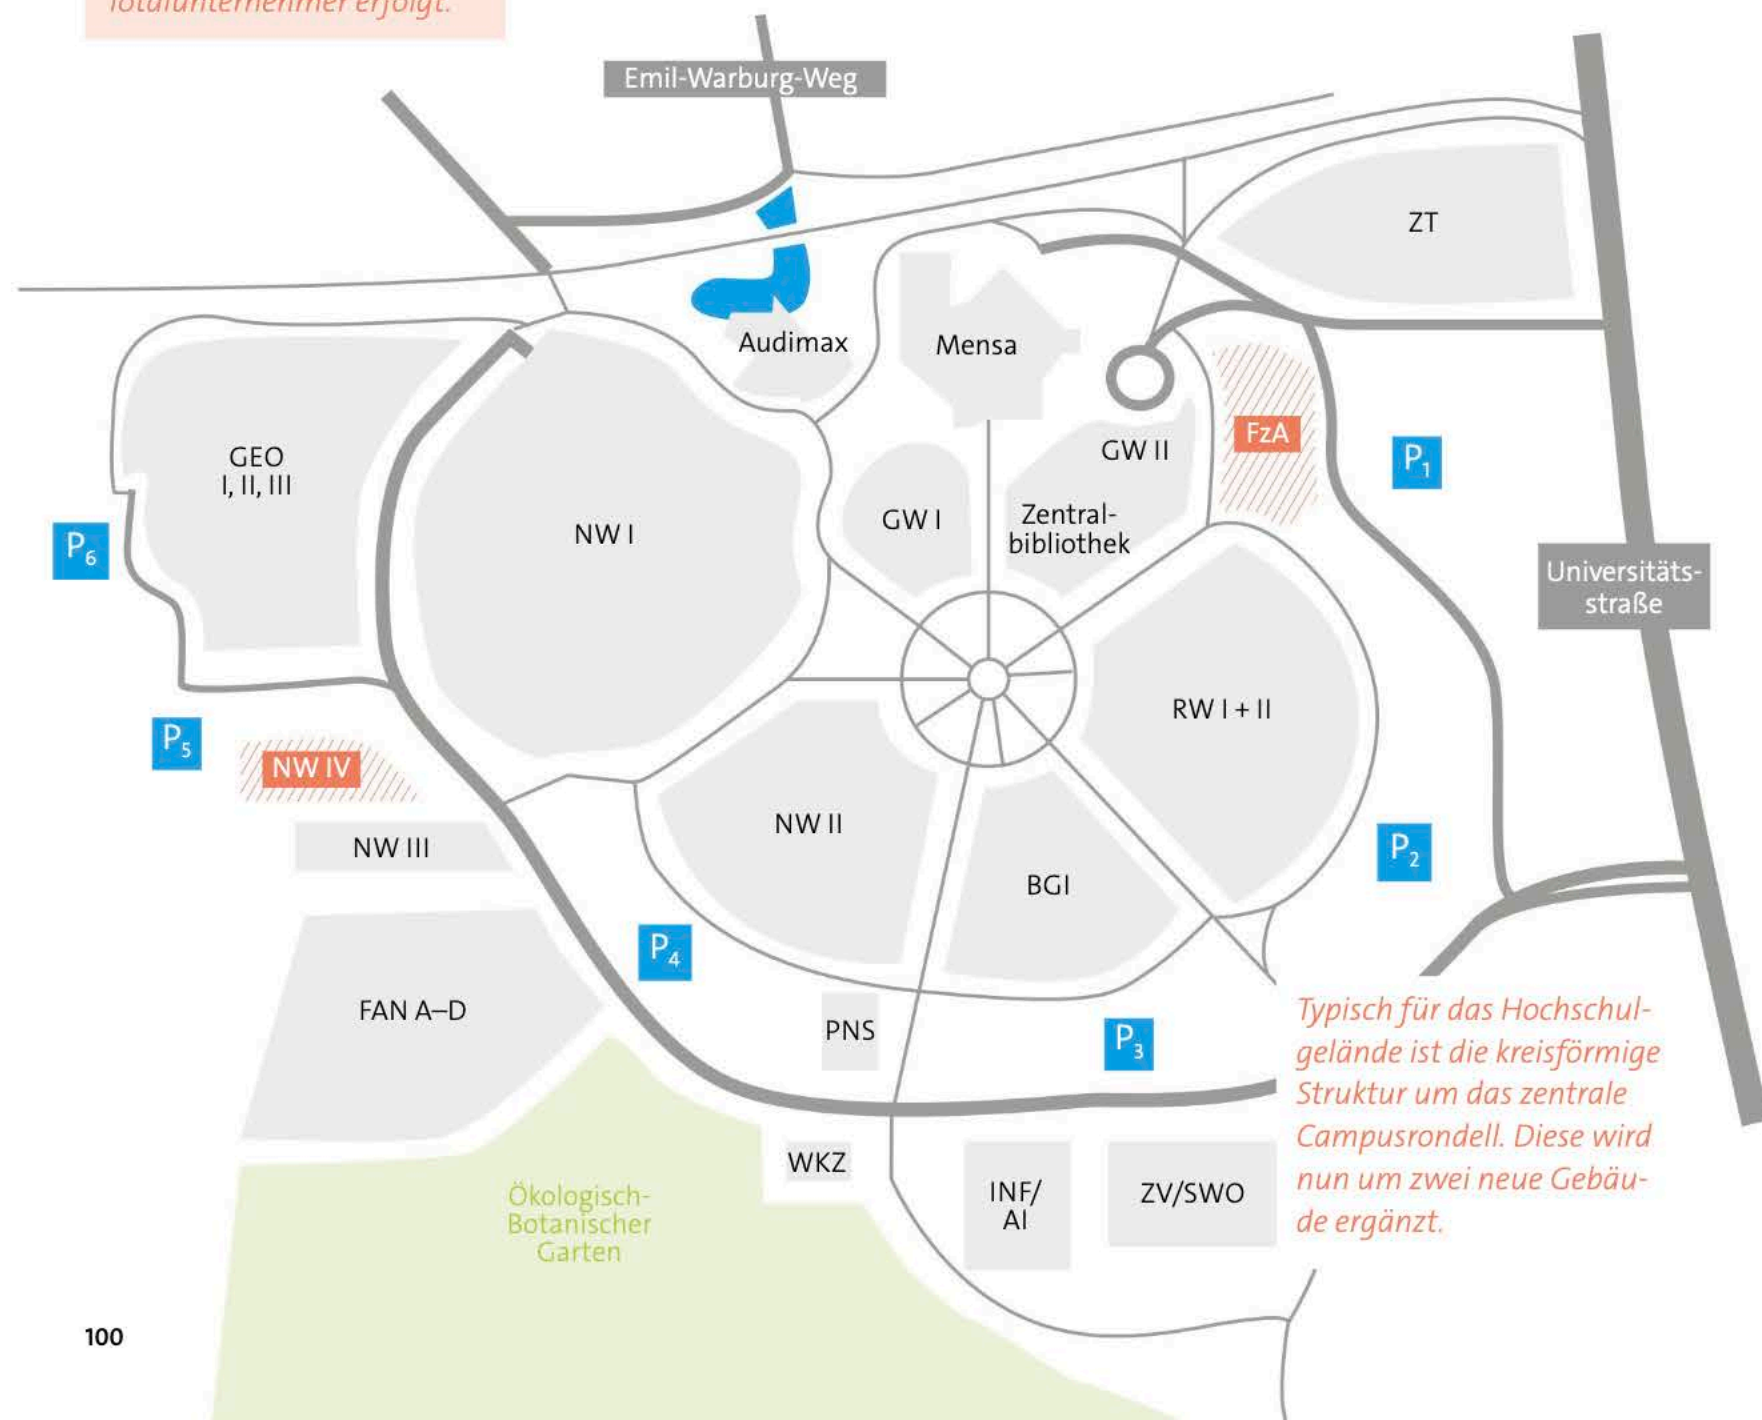 Totalunternehmer erfolgt.
Emil-Warburg-Weg
ZT
Audimax
Mensa
GEO
I, II, III
NW I
GW I
GW II
Zentral-
bibliothek
FzA
P1
P6
Universitäts-
straße
RW I + II
P5
NW IV
NW III
NW II
BGI
P2
P4
FAN A–D
PNS
P3
Typisch für das Hochschul-
gelände ist die kreisförmige
Struktur um das zentrale
Campusrondell. Diese wird
nun um zwei neue Gebäu-
de ergänzt.
WKZ
INF/
AI
ZV/SWO
Ökologisch-
Botanischer
Garten
100